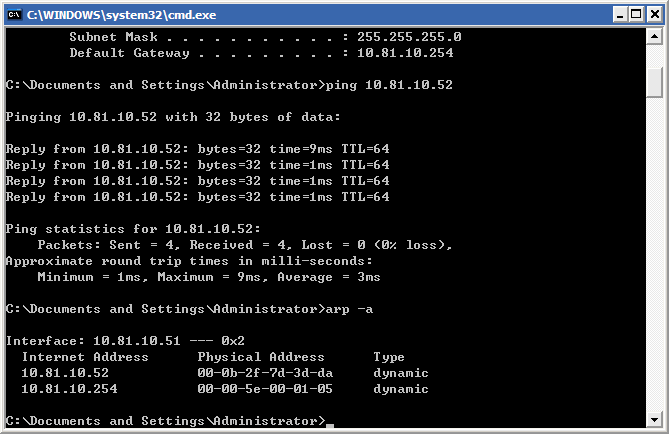 C:\WINDOWS\system32\cmd.exe
Subnet Mask . . . . . . . . . . . : 255.255.255.0
Default Gateway . . . . . . . . . : 10.81.10.254
C:\Documents and Settings\Administrator>ping 10.81.10.52
Pinging 10.81.10.52 with 32 bytes of data:
Reply from 10.81.10.52: bytes=32 time=9ms TTL=64
Reply from 10.81.10.52: bytes=32 time=1ms TTL=64
Reply from 10.81.10.52: bytes=32 time=1ms TTL=64
Reply from 10.81.10.52: bytes=32 time=1ms TTL=64
Ping statistics for 10.81.10.52:
Packets: Sent = 4, Received = 4, Lost = 0 (0% loss),
Approximate round trip times in milli-seconds:
Minimum = 1ms, Maximum = 9ms, Average = 3ms
C:\Documents and Settings\Administrator>arp -a
Interface: 10.81.10.51 --- 0x2
Internet Address Physical Address Type
10.81.10.52 00-0b-2f-7d-3d-da dynamic
10.81.10.254 00-00-5e-00-01-05 dynamic
C:\Documents and Settings\Administrator>_